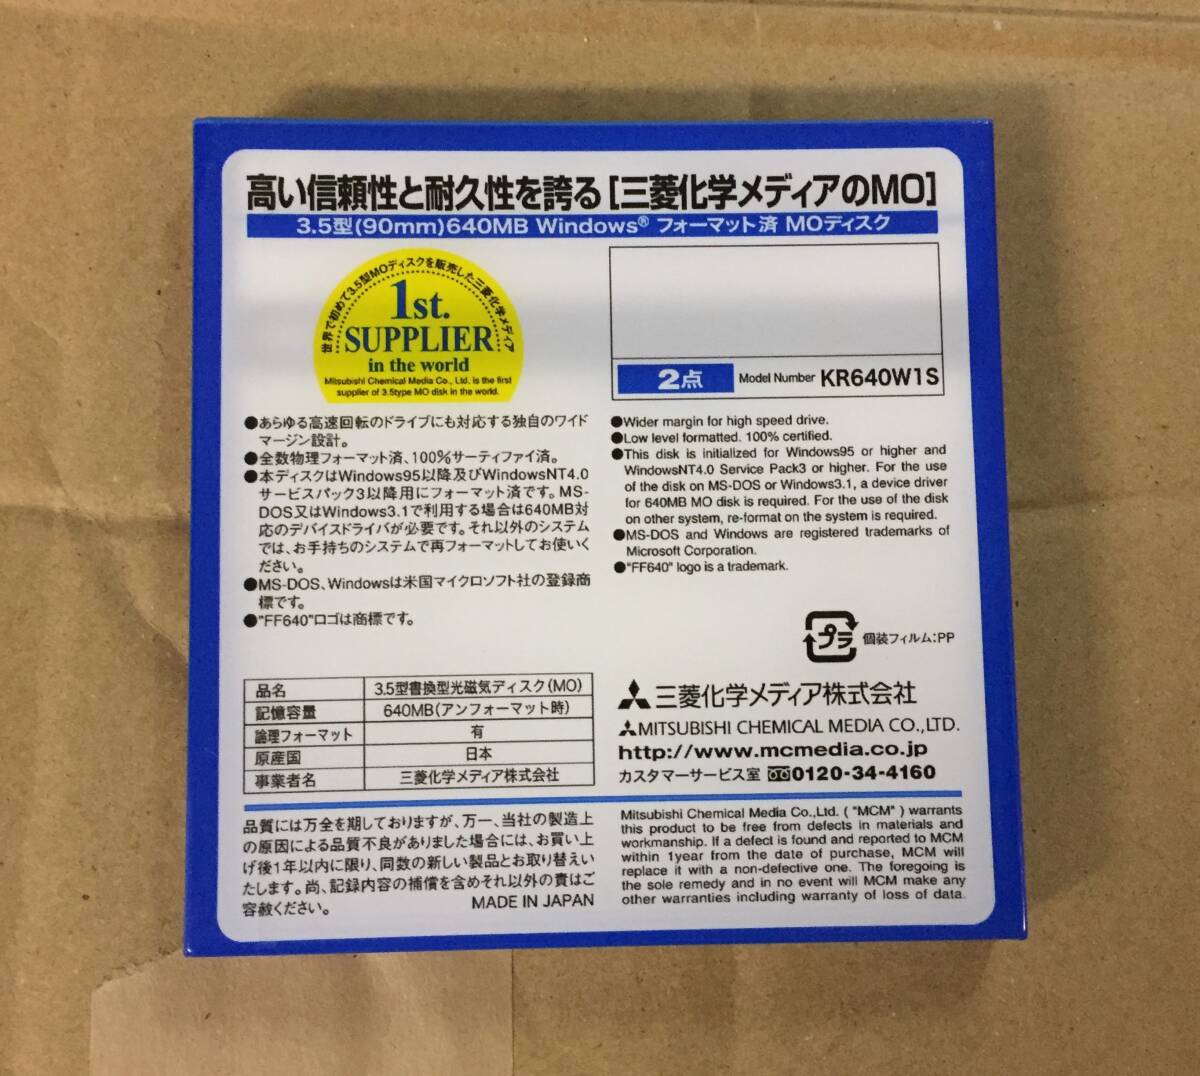 高い信頼性と耐久性を誇る[三菱化学メディアのMO]
3.5型(90mm)640MB Windows® フォーマット済 MOディスク
世界で初めて3.5型MOディスクを販売した三菱化学メディア
1st.
SUPPLIER
in the world
Mitsubishi Chemical Media Co., Ltd. is the first
supplier of 3.5type MO disk in the world.
2点
Model Number KR640W1S
●あらゆる高速回転のドライブにも対応する独自のワイド
マージン設計。
●全数物理フォーマット済、100%サーティファイ済。
●本ディスクはWindows95以降及びWindowsNT4.0
サービスパック3以降用にフォーマット済です。MS-
DOS又はWindows3.1で利用する場合は640MB対
応のデバイスドライバが必要です。それ以外のシステム
では、お手持ちのシステムで再フォーマットしてお使いく
ださい。
●MS-DOS、Windowsは米国マイクロソフト社の登録商
標です。
●"FF640"ロゴは商標です。
●Wider margin for high speed drive.
●Low level formatted. 100% certified.
●This disk is initialized for Windows95 or higher and
WindowsNT4.0 Service Pack3 or higher. For the use
of the disk on MS-DOS or Windows3.1, a device driver
for 640MB MO disk is required. For the use of the disk
on other system, re-format on the system is required.
●MS-DOS and Windows are registered trademarks of
Microsoft Corporation.
●"FF640" logo is a trademark.
プラ
個装フィルム:PP
品名 3.5型書換型光磁気ディスク(MO)
記憶容量 640MB(アンフォーマット時)
論理フォーマット 有
原産国 日本
事業者名 三菱化学メディア株式会社
三菱化学メディア株式会社
MITSUBISHI CHEMICAL MEDIA CO.,LTD.
http://www.mcmedia.co.jp
カスタマーサービス室 0120-34-4160
品質には万全を期しておりますが、万一、当社の製造上
の原因による品質不良がありました場合には、お買い上
げ後1年以内に限り、同数の新しい製品とお取り替えい
たします。尚、記録内容の補償を含めそれ以外の責はご
容赦ください。
MADE IN JAPAN
Mitsubishi Chemical Media Co.,Ltd. ( "MCM" ) warrants
this product to be free from defects in materials and
workmanship. If a defect is found and reported to MCM
within 1year from the date of purchase, MCM will
replace it with a non-defective one. The foregoing is
the sole remedy and in no event will MCM make any
other warranties including warranty of loss of data.